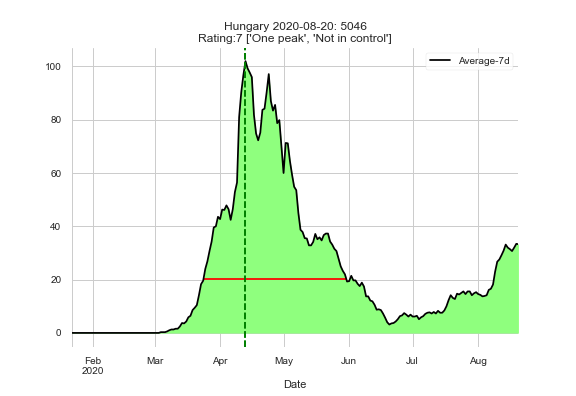 Hungary 2020-08-20: 5046
Rating:7 ['One peak', 'Not in control']
Average-7d
100
80
60
40
20
0
Feb Mar Apr May Jun Jul Aug
2020
Date